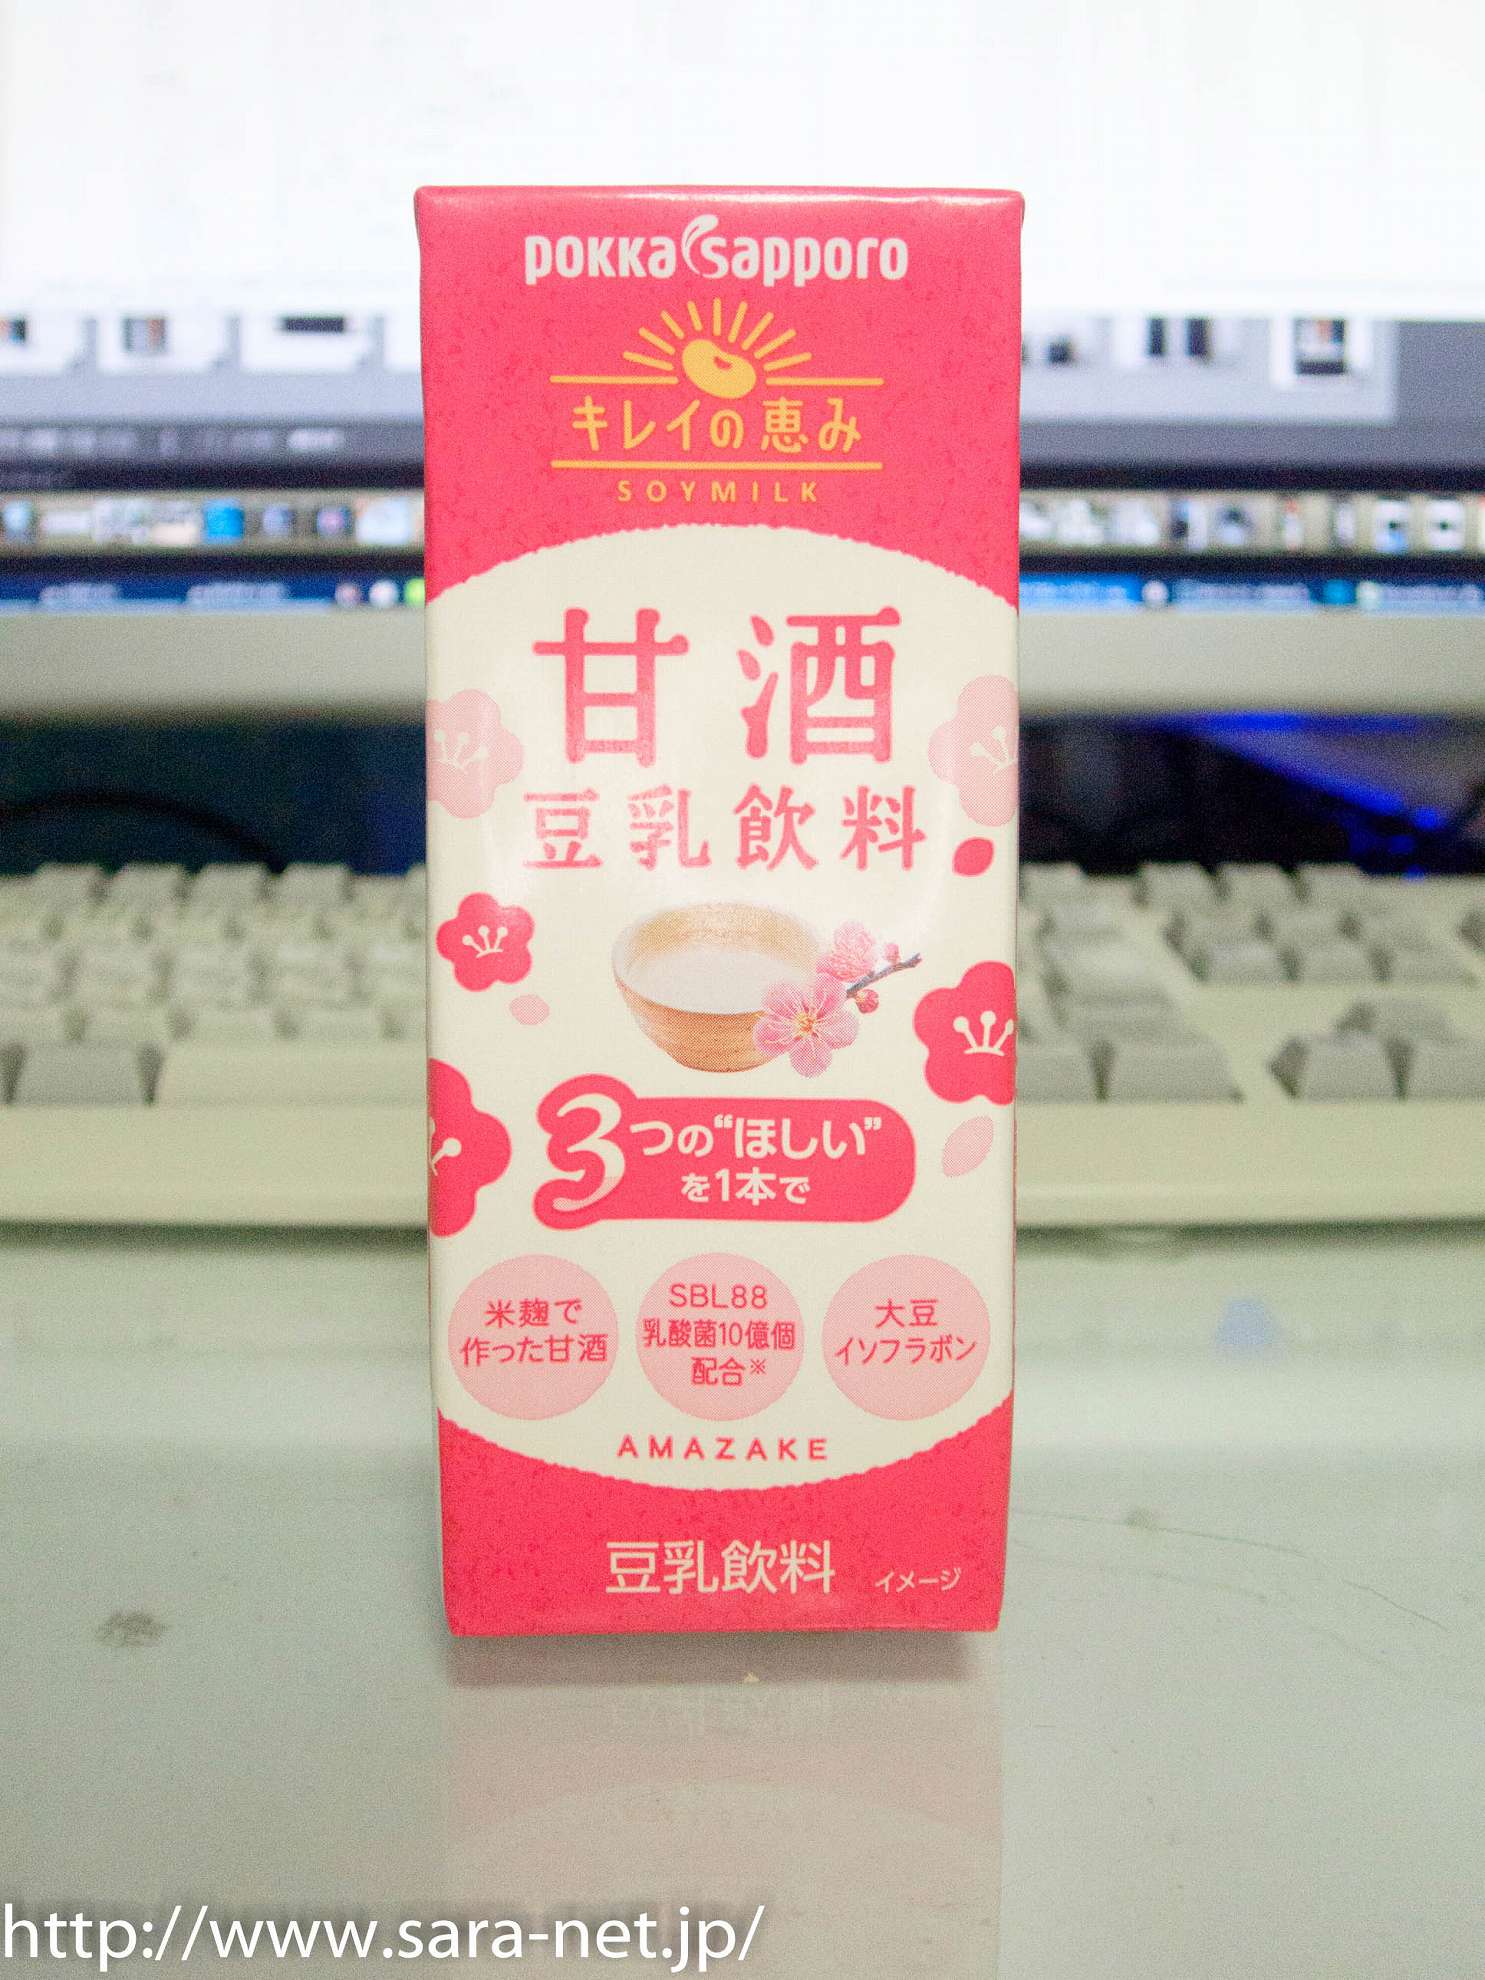 pokka sapporo
キレイの恵み
SOYMILK
甘酒
豆乳飲料
3つの“ほしい”
を1本で
米麹で
作った甘酒
SBL88
乳酸菌10億個
配合※
大豆
イソフラボン
AMAZAKE
豆乳飲料
イメージ
http://www.sara-net.jp/